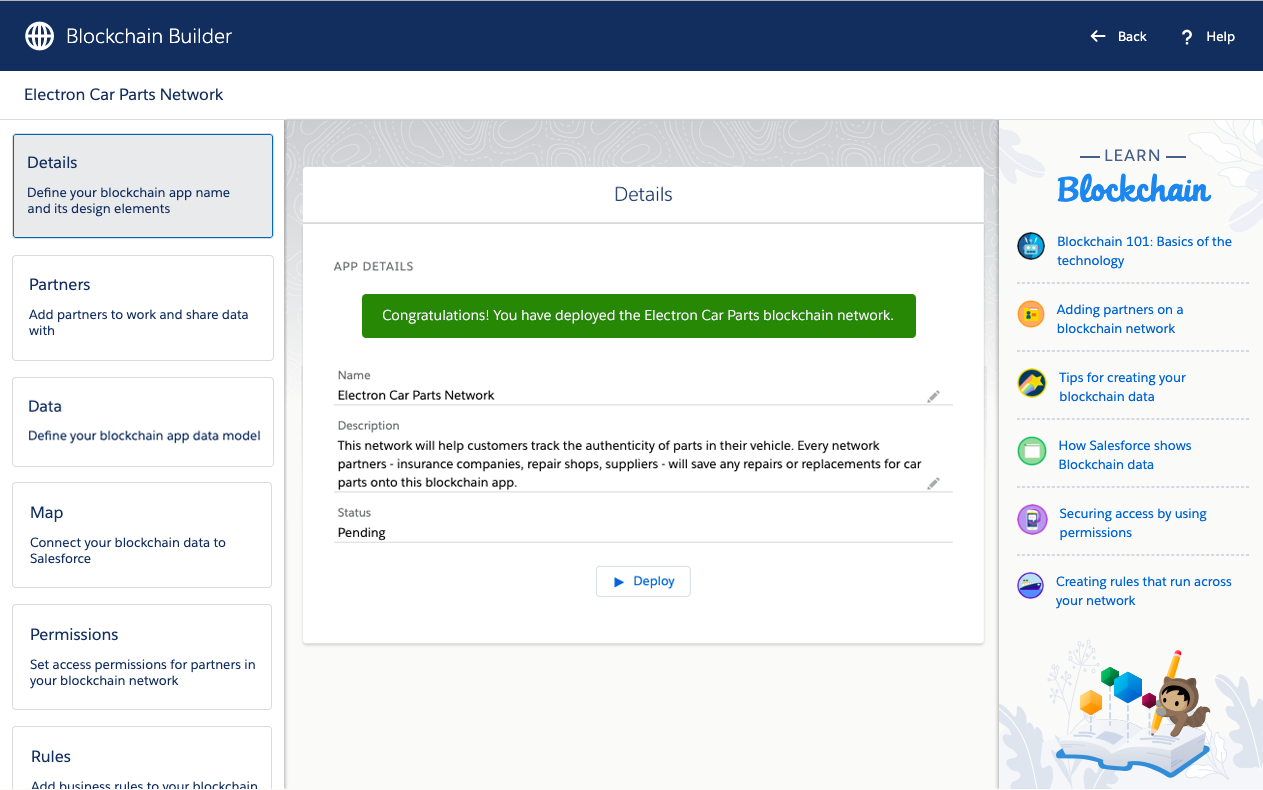 Blockchain Builder
Back
Help
Electron Car Parts Network
Details
Define your blockchain app name
and its design elements
Partners
Add partners to work and share data
with
Data
Define your blockchain app data model
Map
Connect your blockchain data to
Salesforce
Permissions
Set access permissions for partners in
your blockchain network
Rules
Add business rules to your blockchain
Details
APP DETAILS
Congratulations! You have deployed the Electron Car Parts blockchain network.
Name
Electron Car Parts Network
Description
This network will help customers track the authenticity of parts in their vehicle. Every network
partners - insurance companies, repair shops, suppliers - will save any repairs or replacements for car
parts onto this blockchain app.
Status
Pending
Deploy
LEARN
Blockchain
Blockchain 101: Basics of the
technology
Adding partners on a
blockchain network
Tips for creating your
blockchain data
How Salesforce shows
Blockchain data
Securing access by using
permissions
Creating rules that run across
your network